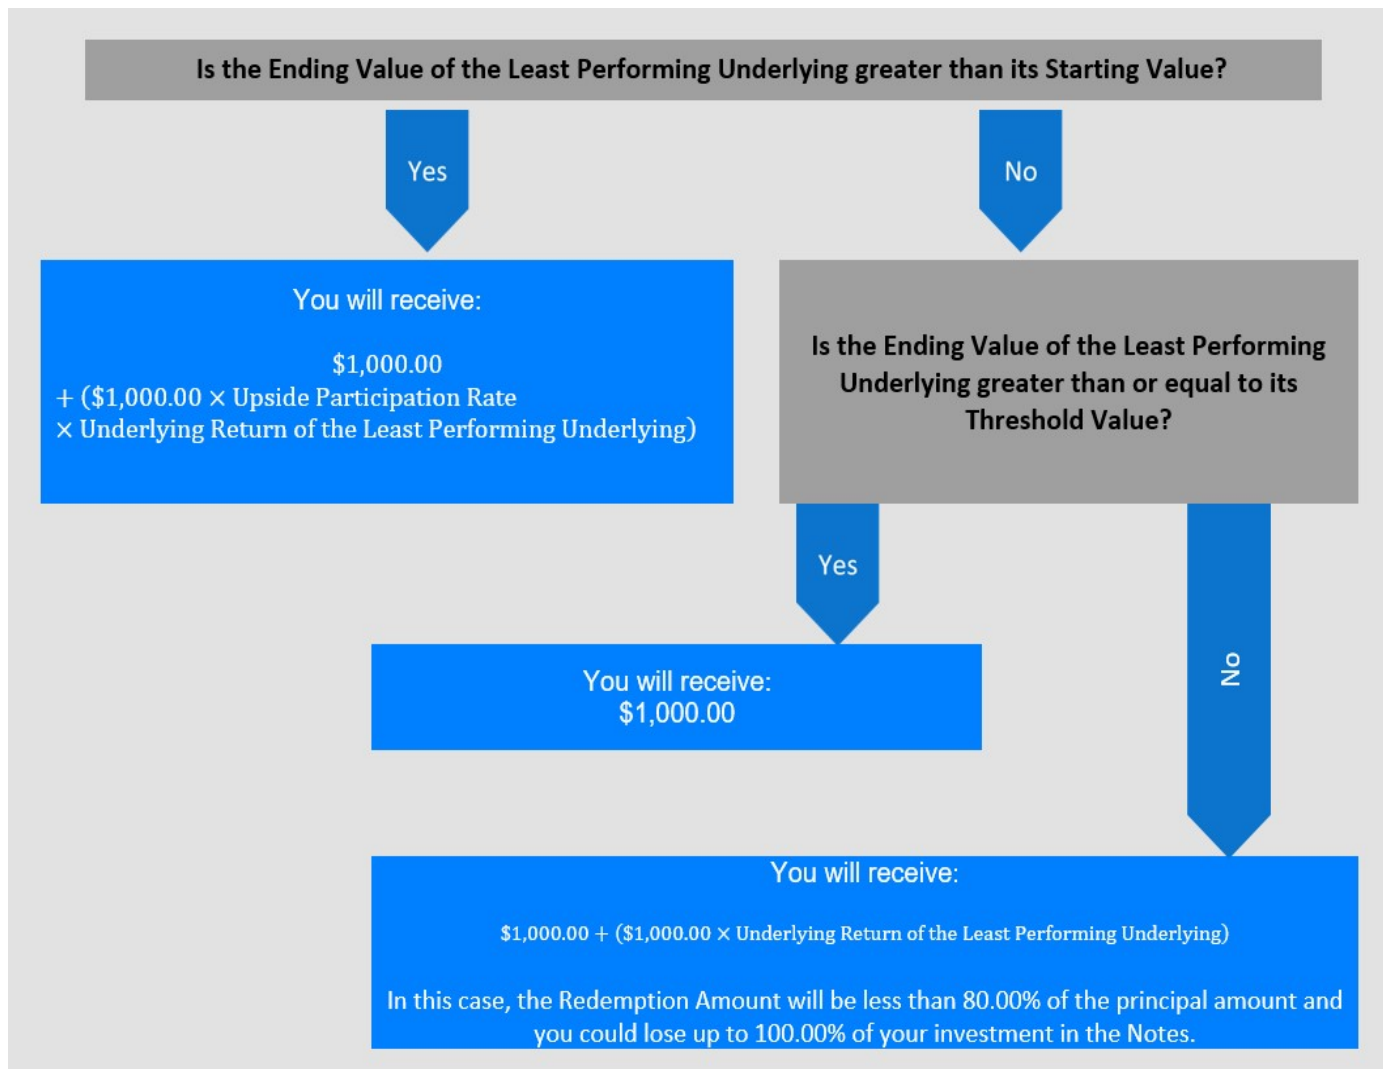 Is the Ending Value of the Least Performing Underlying greater than its Starting Value?
Yes
No
You will receive:
$1,000.00
+ ($1,000.00 × Upside Participation Rate
× Underlying Return of the Least Performing Underlying)
Is the Ending Value of the Least Performing
Underlying greater than or equal to its
Threshold Value?
Yes
No
You will receive:
$1,000.00
You will receive:
$1,000.00 + ($1,000.00 × Underlying Return of the Least Performing Underlying)
In this case, the Redemption Amount will be less than 80.00% of the principal amount and
you could lose up to 100.00% of your investment in the Notes.